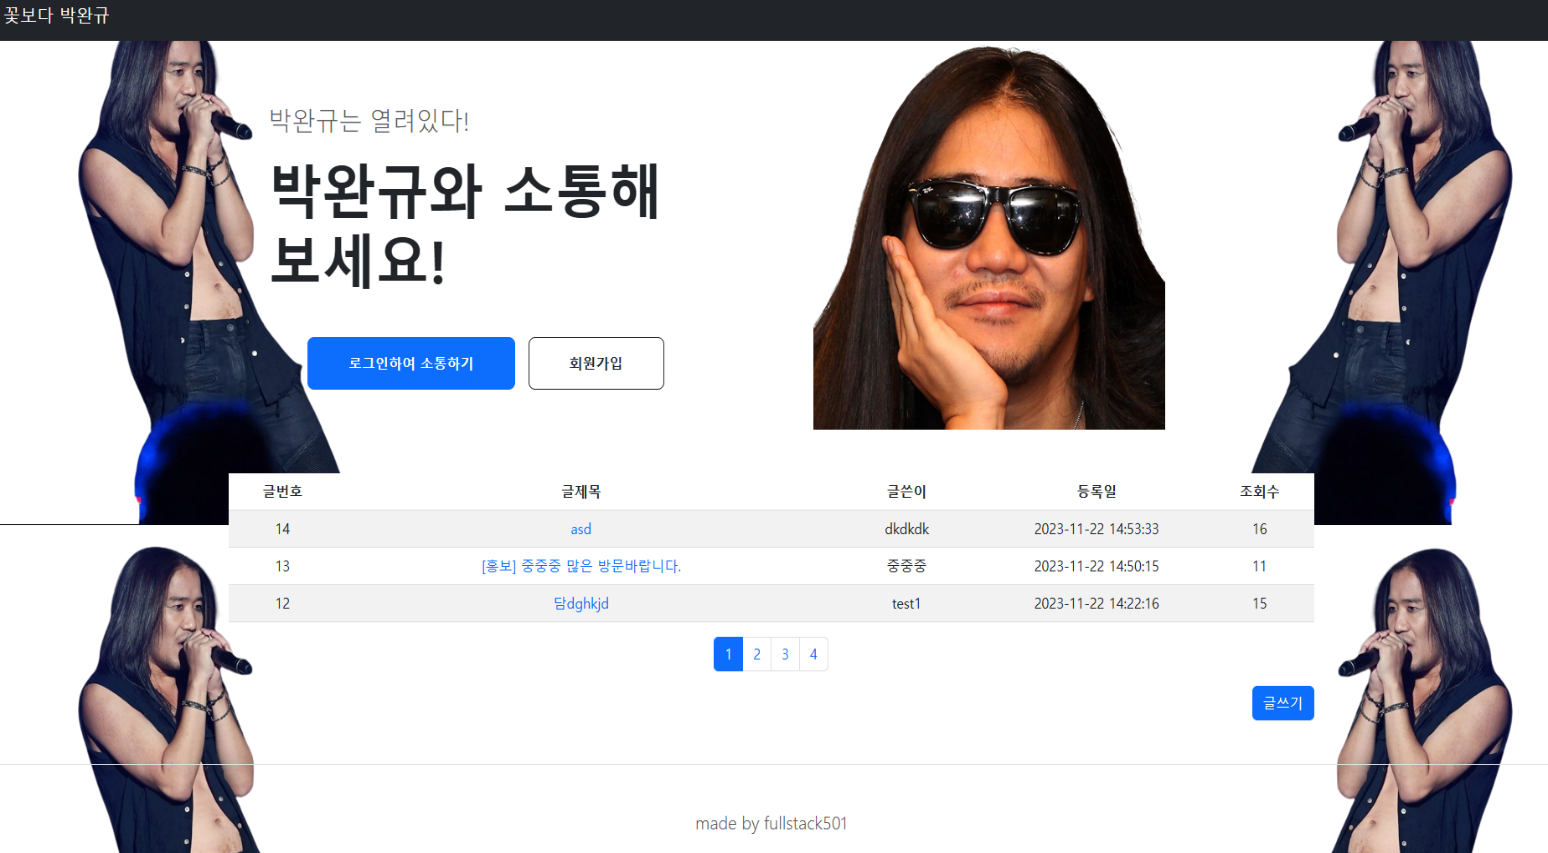 꽃보다 박완규
박완규는 열려있다!
박완규와 소통해
보세요!
로그인하여 소통하기 회원가입
글번호 글제목 글쓴이 등록일 조회수
14 asd dkdkdk 2023-11-22 14:53:33 16
13 [홍보] 중중중 많은 방문바랍니다. 중중중 2023-11-22 14:50:15 11
12 담dghkjd test1 2023-11-22 14:22:16 15
1 2 3 4
글쓰기
made by fullstack501